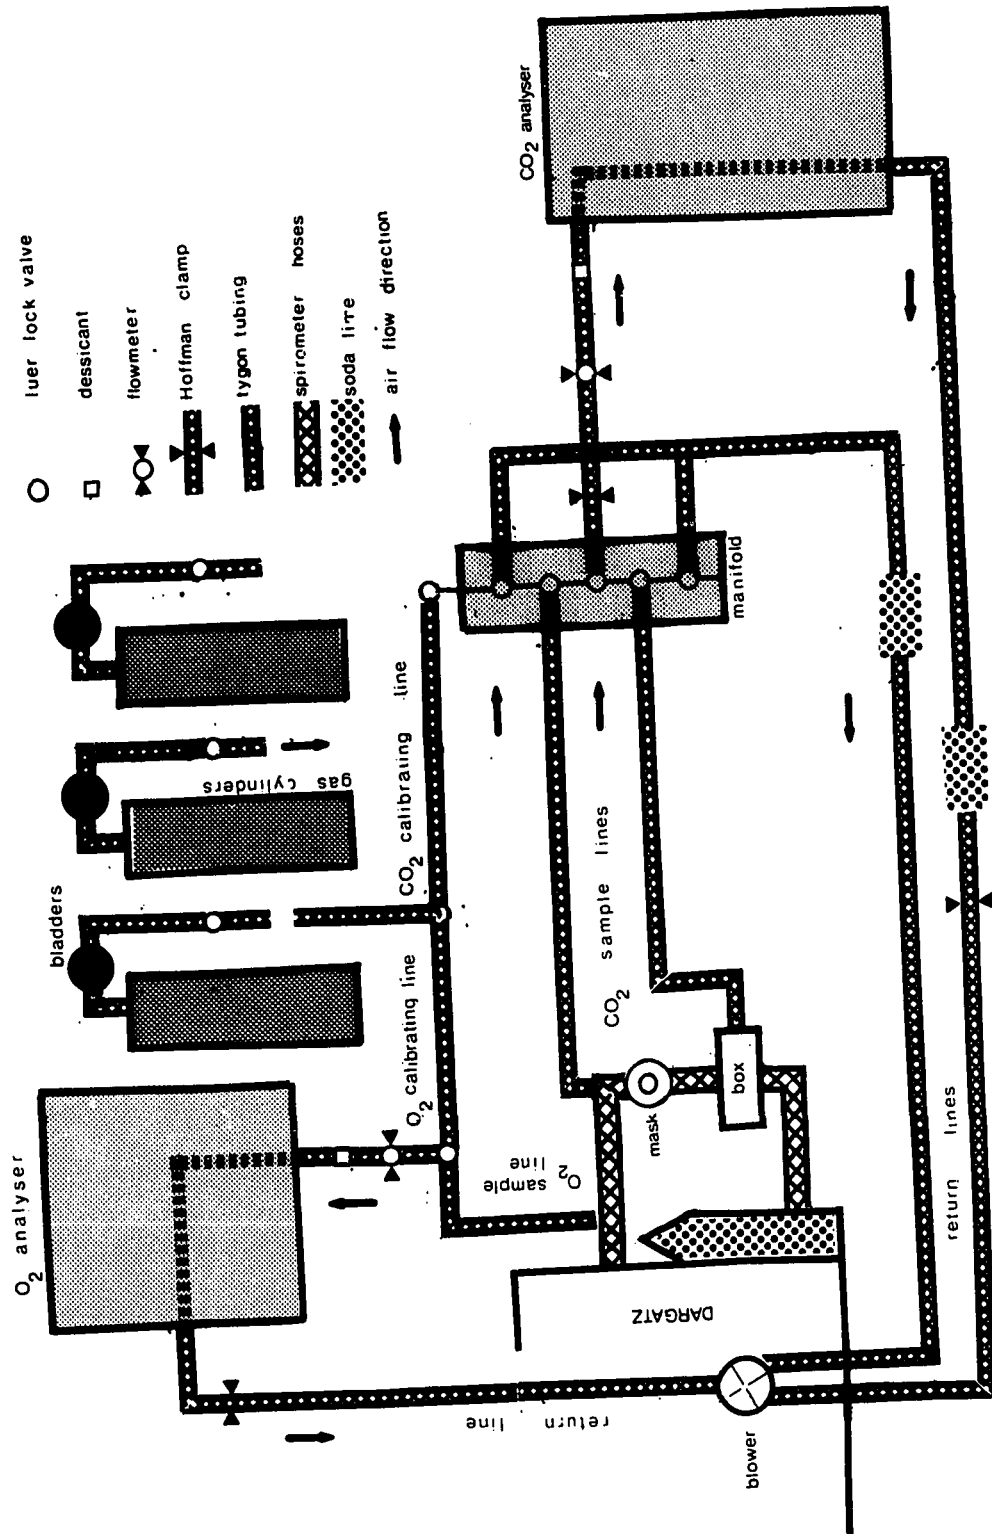 luer lock valve
dessicant
flowmeter
Hoffman clamp
tygon tubing
spirometer hoses
soda lime
air flow direction
bladders
gas cylinders
O2 analyser
CO2 analyser
O2 calibrating line
CO2 calibrating line
manifold
O2 sample
line
CO2
sample lines
mask
box
DARGATZ
return line
blower
return lines